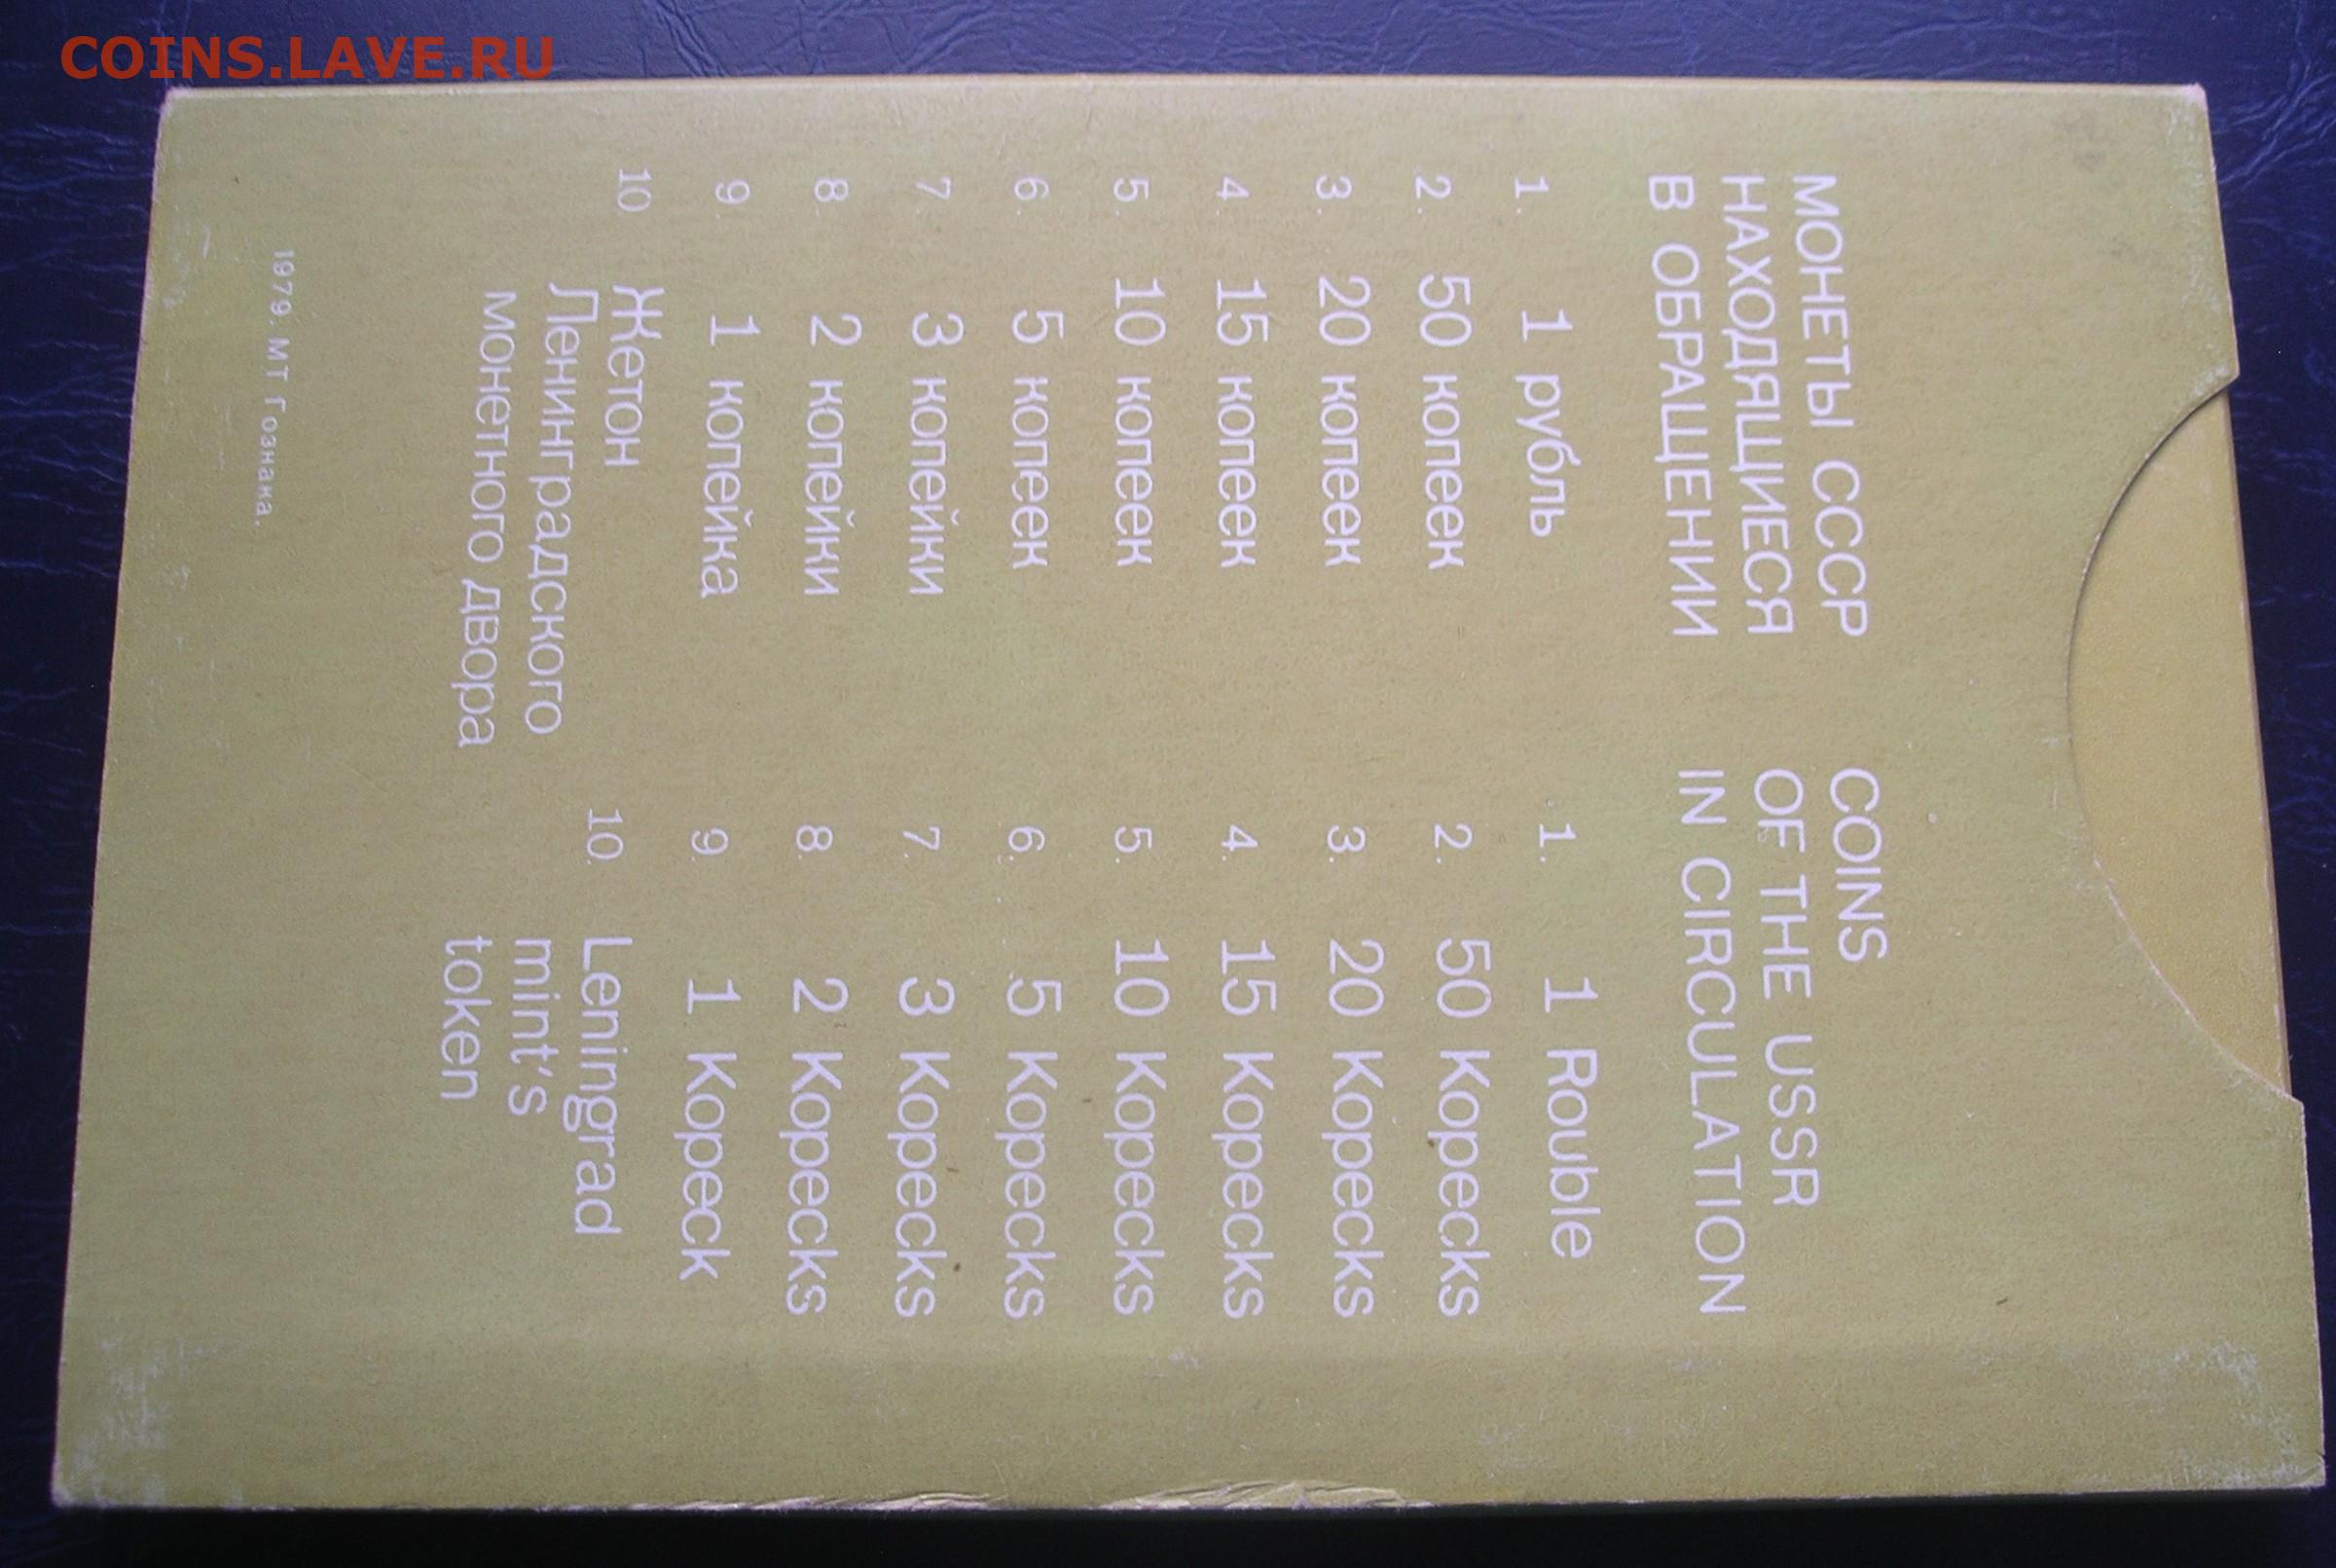 COINS.LAVE.RU
МОНЕТЫ СССР
НАХОДЯЩИЕСЯ
В ОБРАЩЕНИИ
1. 1 рубль
2. 50 копеек
3. 20 копеек
4. 15 копеек
5. 10 копеек
6. 5 копеек
7. 3 копейки
8. 2 копейки
9. 1 копейка
10 Жетон
Ленинградского
монетного двора
1979. МТ Гознака.
COINS
OF THE USSR
IN CIRCULATION
1. 1 Rouble
2. 50 Kopecks
3. 20 Kopecks
4. 15 Kopecks
5. 10 Kopecks
6. 5 Kopecks
7. 3 Kopecks
8. 2 Kopecks
9. 1 Kopeck
10. Leningrad
mint's
token